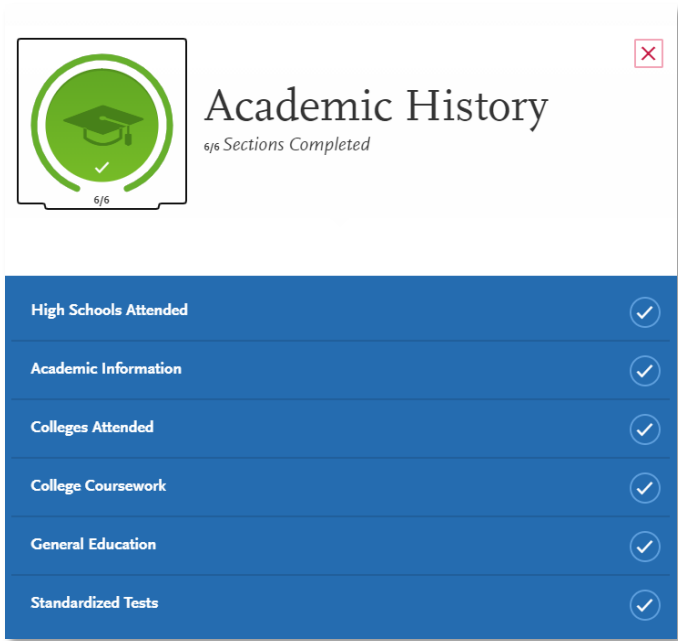 Academic History
6/6 Sections Completed
6/6
High Schools Attended
Academic Information
Colleges Attended
College Coursework
General Education
Standardized Tests